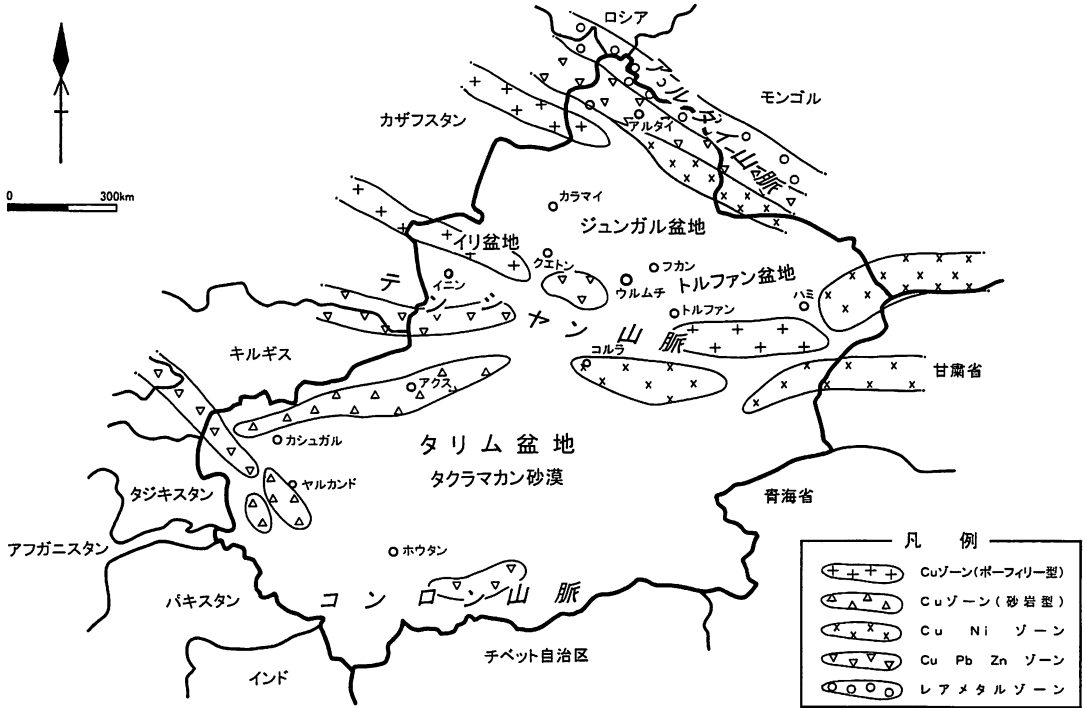 ロシア
アルタイ山脈
モンゴル
カザフスタン
アルタイ
0 300km
カラマイ
ジュンガル盆地
イリ盆地
クエトン
フカン
トルファン盆地
イニン
ウルムチ
ハミ
トルファン
テンシャン山脈
キルギス
コルラ
甘粛省
アクス
カシュガル
タリム盆地
タクラマカン砂漠
ヤルカンド
タジキスタン
青海省
アフガニスタン
ホウタン
パキスタン
コンロン山脈
チベット自治区
インド
凡例
Cuゾーン(ポーフィリー型)
Cuゾーン(砂岩型)
Cu Ni ゾーン
Cu Pb Zn ゾーン
レアメタルゾーン